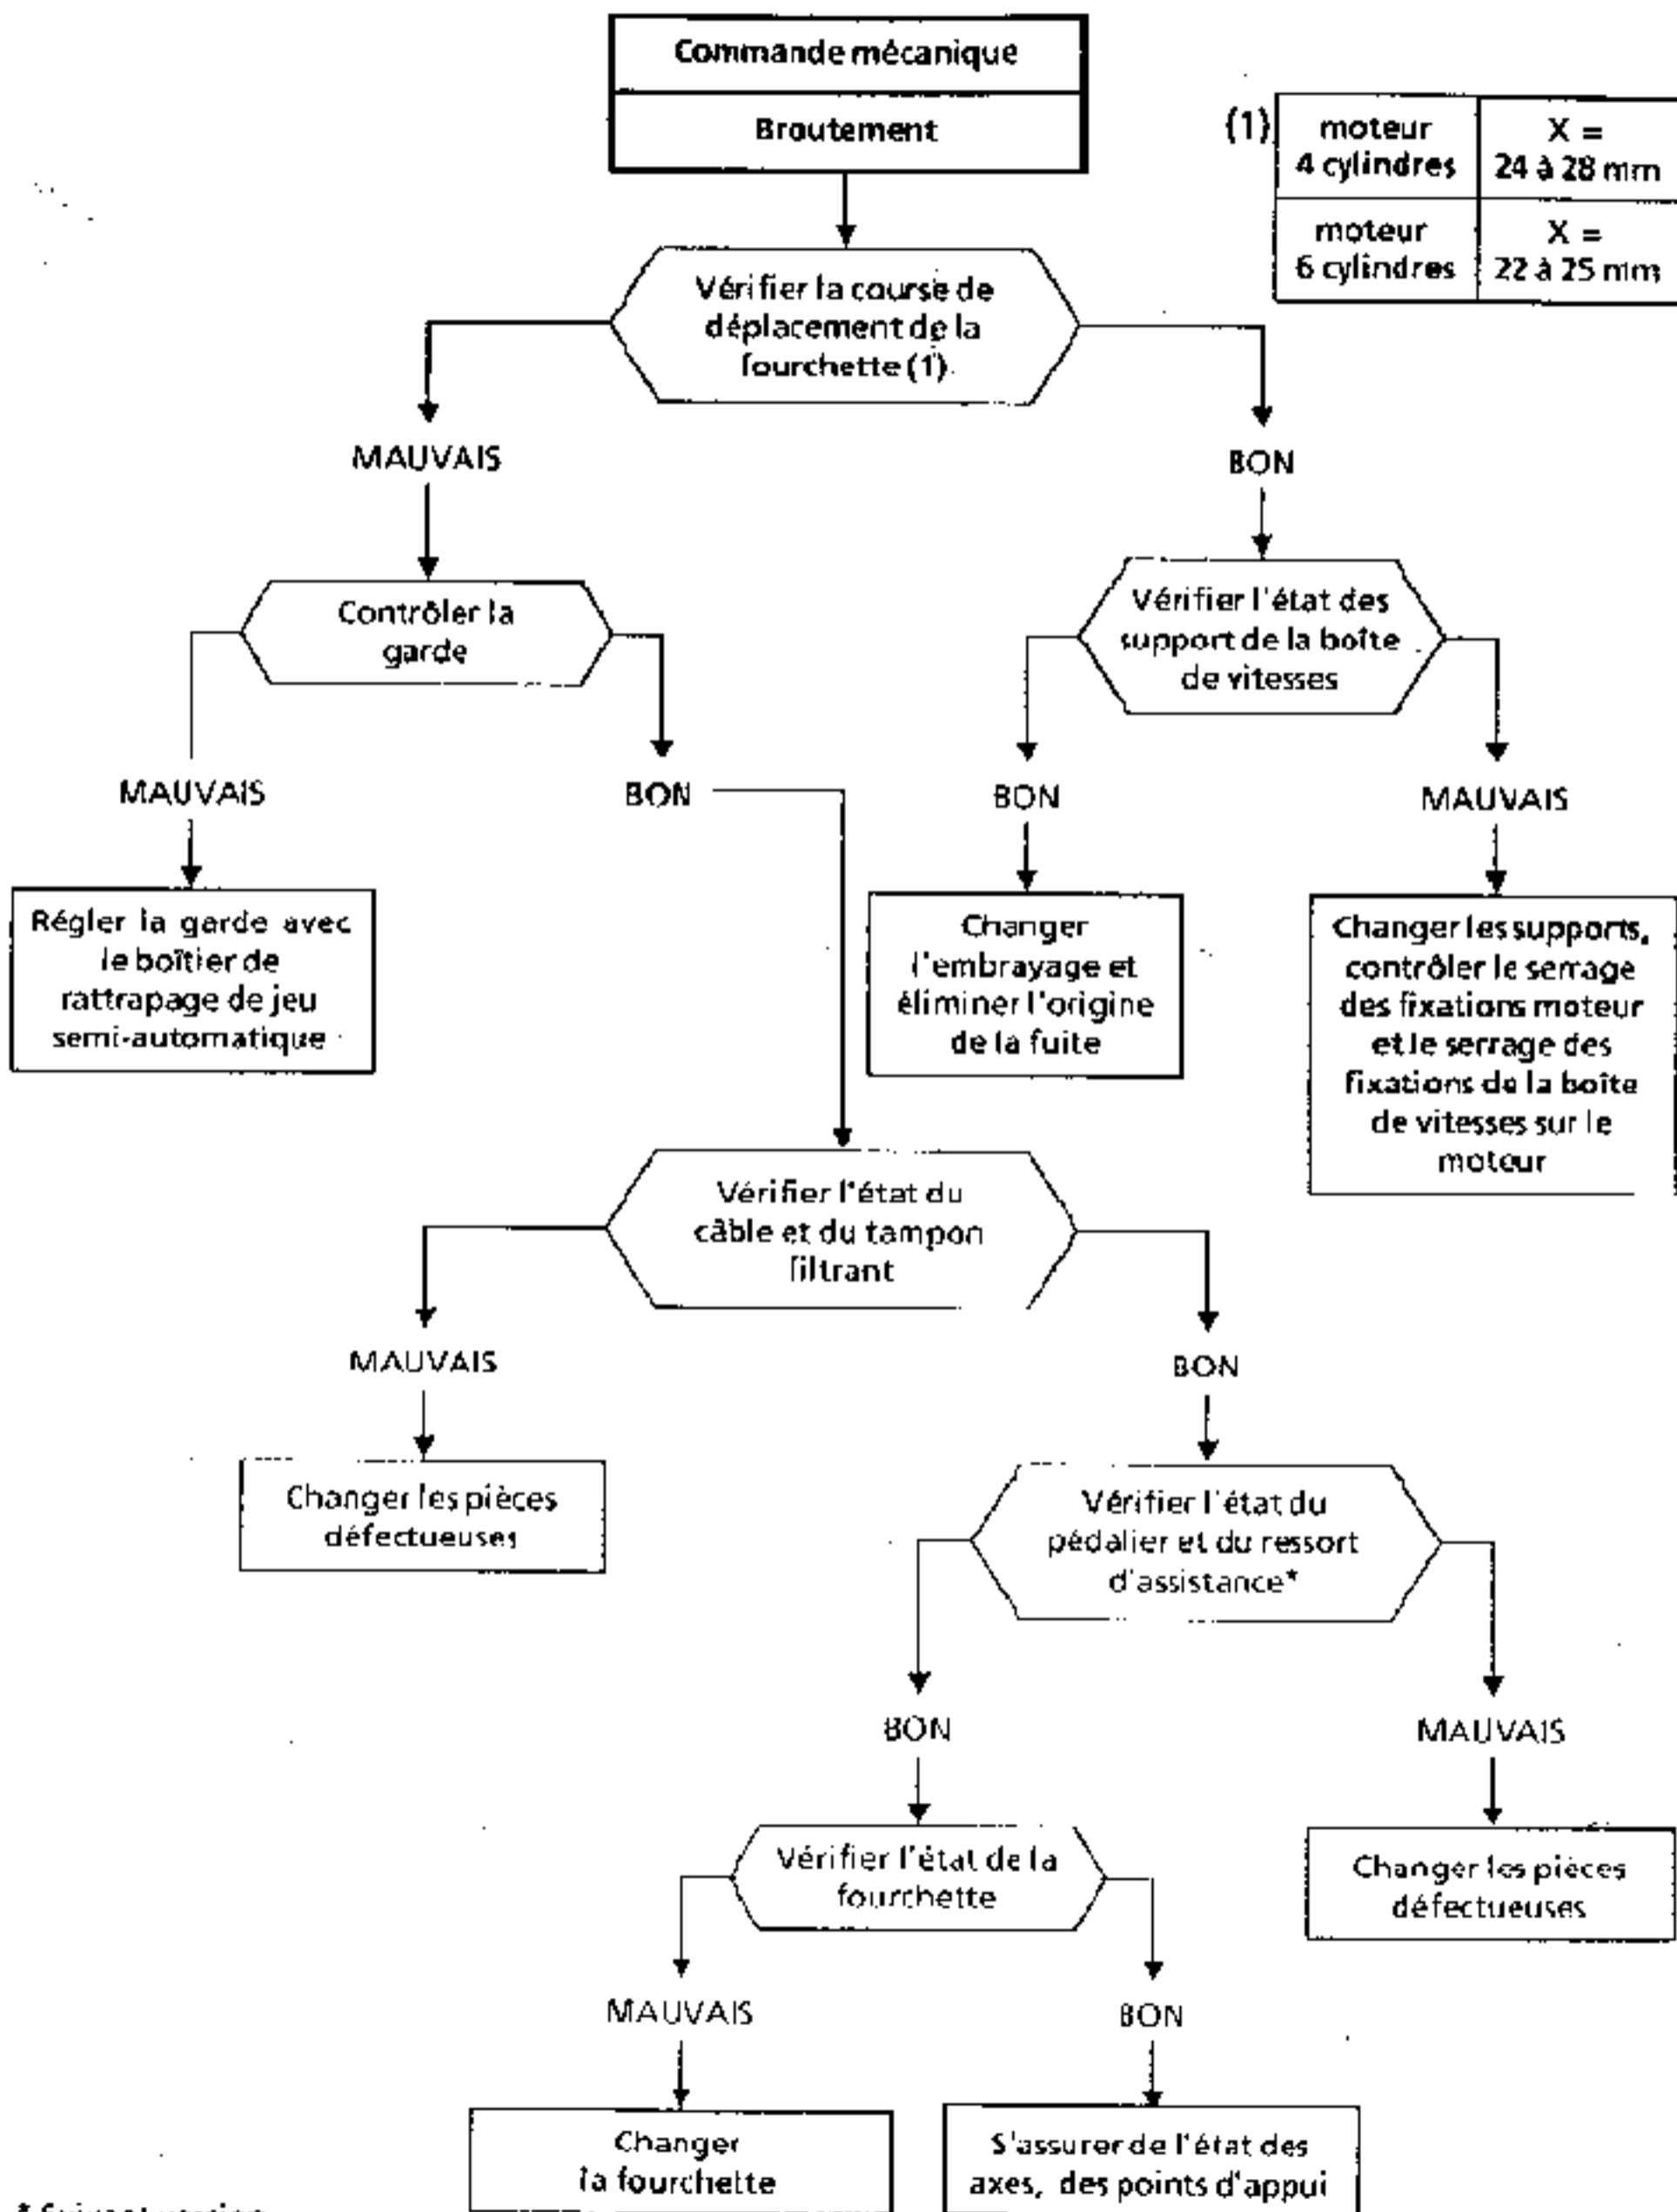 Commande mécanique
Broutement
(1)
moteur
4 cylindres
X =
24 à 28 mm
moteur
6 cylindres
X =
22 à 25 mm
Vérifier la course de
déplacement de la
fourchette (1)
MAUVAIS
BON
Contrôler la
garde
Vérifier l'état des
support de la boîte
de vitesses
MAUVAIS
BON
BON
MAUVAIS
Régler la garde avec
le boîtier de
rattrapage de jeu
semi-automatique
Changer
l'embrayage et
éliminer l'origine
de la fuite
Changer les supports,
contrôler le serrage
des fixations moteur
et le serrage des
fixations de la boîte
de vitesses sur le
moteur
Vérifier l'état du
câble et du tampon
filtrant
MAUVAIS
BON
Changer les pièces
défectueuses
Vérifier l'état du
pédalier et du ressort
d'assistance*
BON
MAUVAIS
Vérifier l'état de la
fourchette
Changer les pièces
défectueuses
MAUVAIS
BON
Changer
la fourchette
S'assurer de l'état des
axes, des points d'appui